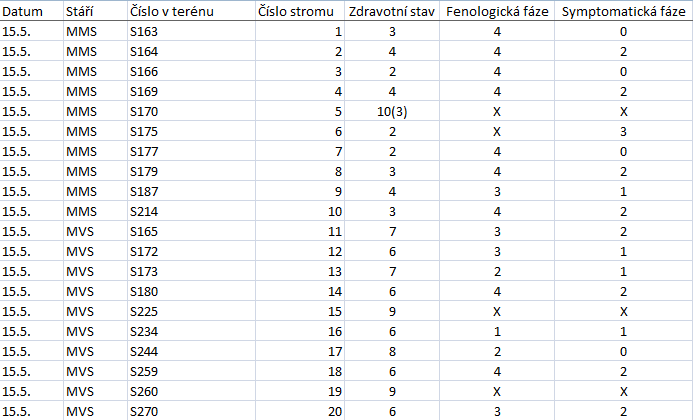 Datum Stáří Číslo v terénu Číslo stromu Zdravotní stav Fenologická fáze Symptomatická fáze
15.5. MMS S163 1 3 4 0
15.5. MMS S164 2 4 4 2
15.5. MMS S166 3 2 4 0
15.5. MMS S169 4 4 4 2
15.5. MMS S170 5 10(3) X X
15.5. MMS S175 6 2 X 3
15.5. MMS S177 7 2 4 0
15.5. MMS S179 8 3 4 2
15.5. MMS S187 9 4 3 1
15.5. MMS S214 10 3 4 2
15.5. MVS S165 11 7 3 2
15.5. MVS S172 12 6 3 1
15.5. MVS S173 13 7 2 1
15.5. MVS S180 14 6 4 2
15.5. MVS S225 15 9 X X
15.5. MVS S234 16 6 1 1
15.5. MVS S244 17 8 2 0
15.5. MVS S259 18 6 4 2
15.5. MVS S260 19 9 X X
15.5. MVS S270 20 6 3 2